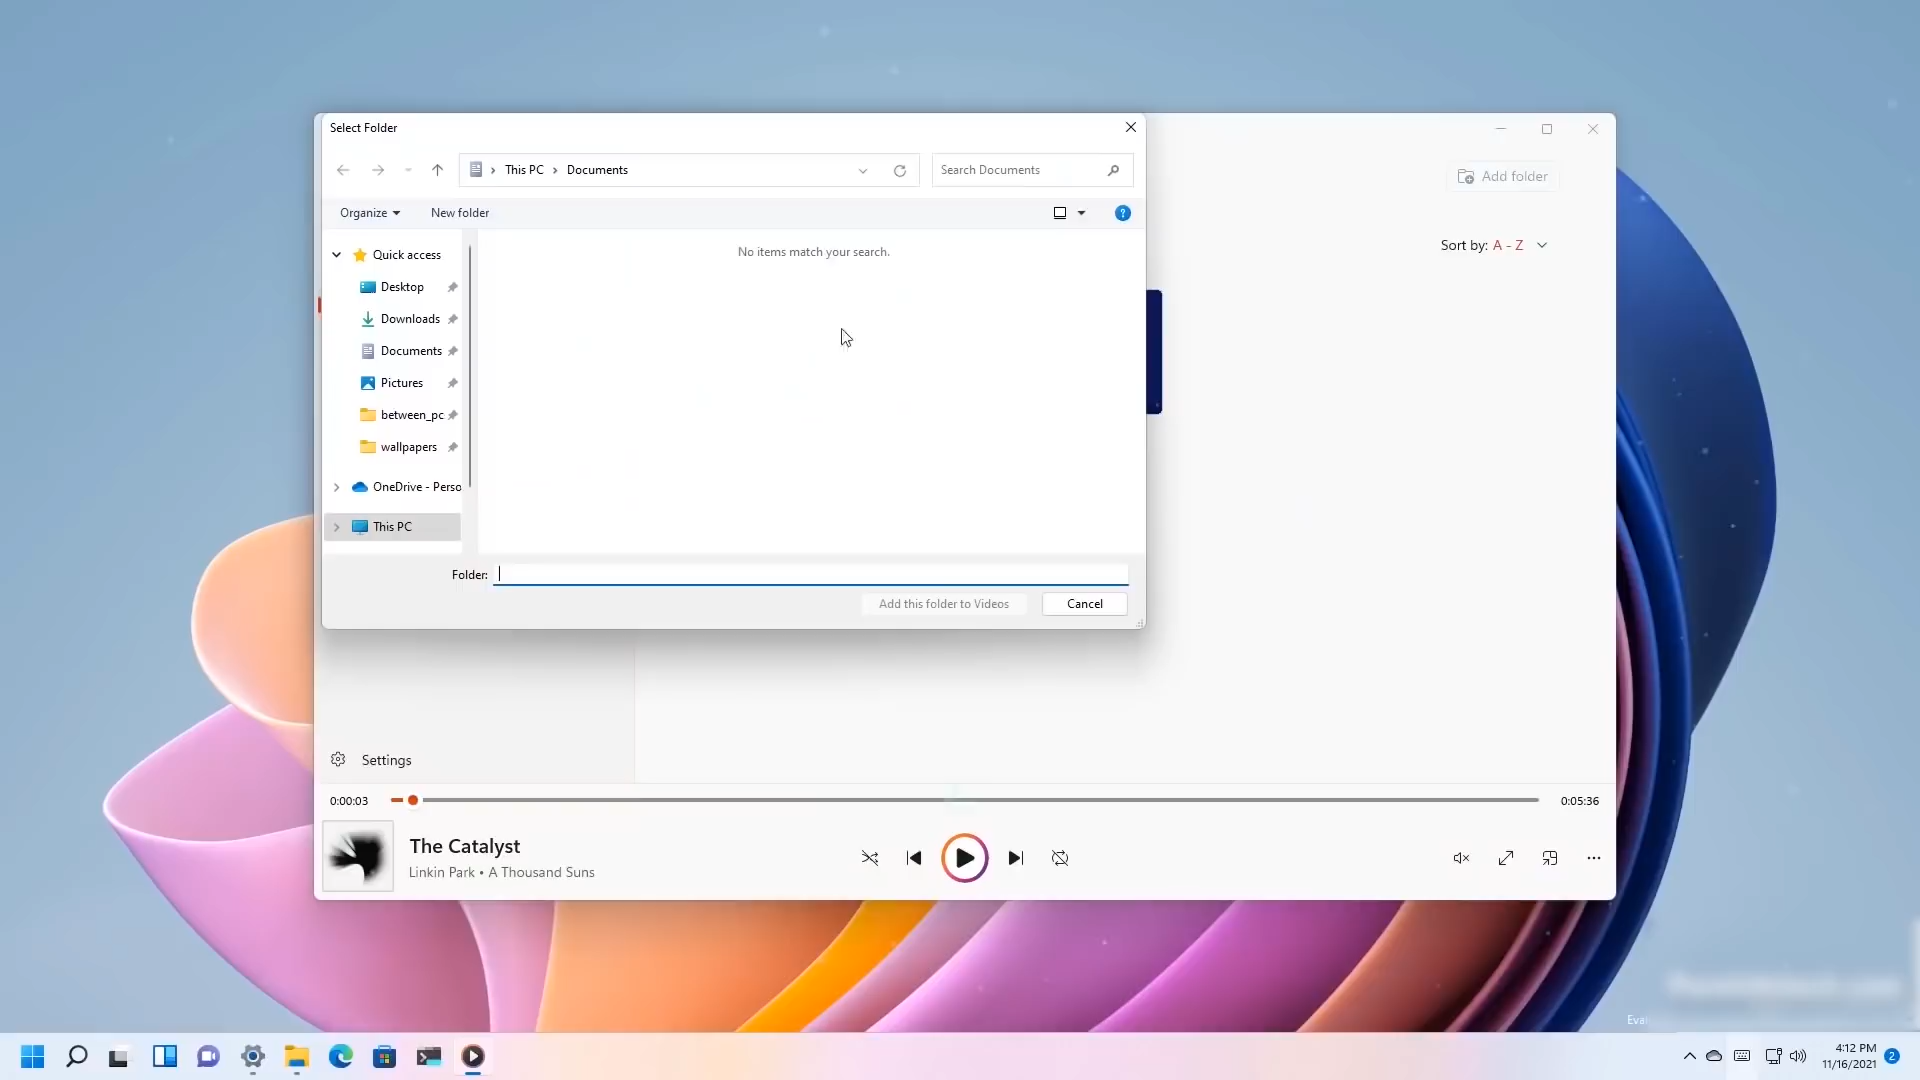 Select Folder
This PC
Documents
Search Documents
Add folder
Organize
New folder
?
Sort by: A - Z
Quick access
No items match your search.
Desktop
Downloads
Documents
Pictures
between_pc
wallpapers
OneDrive - Perso
This PC
Folder:
Add this folder to Videos
Cancel
Settings
0:00:03
0:05:36
The Catalyst
Linkin Park • A Thousand Suns
4:12 PM
11/16/2021
2